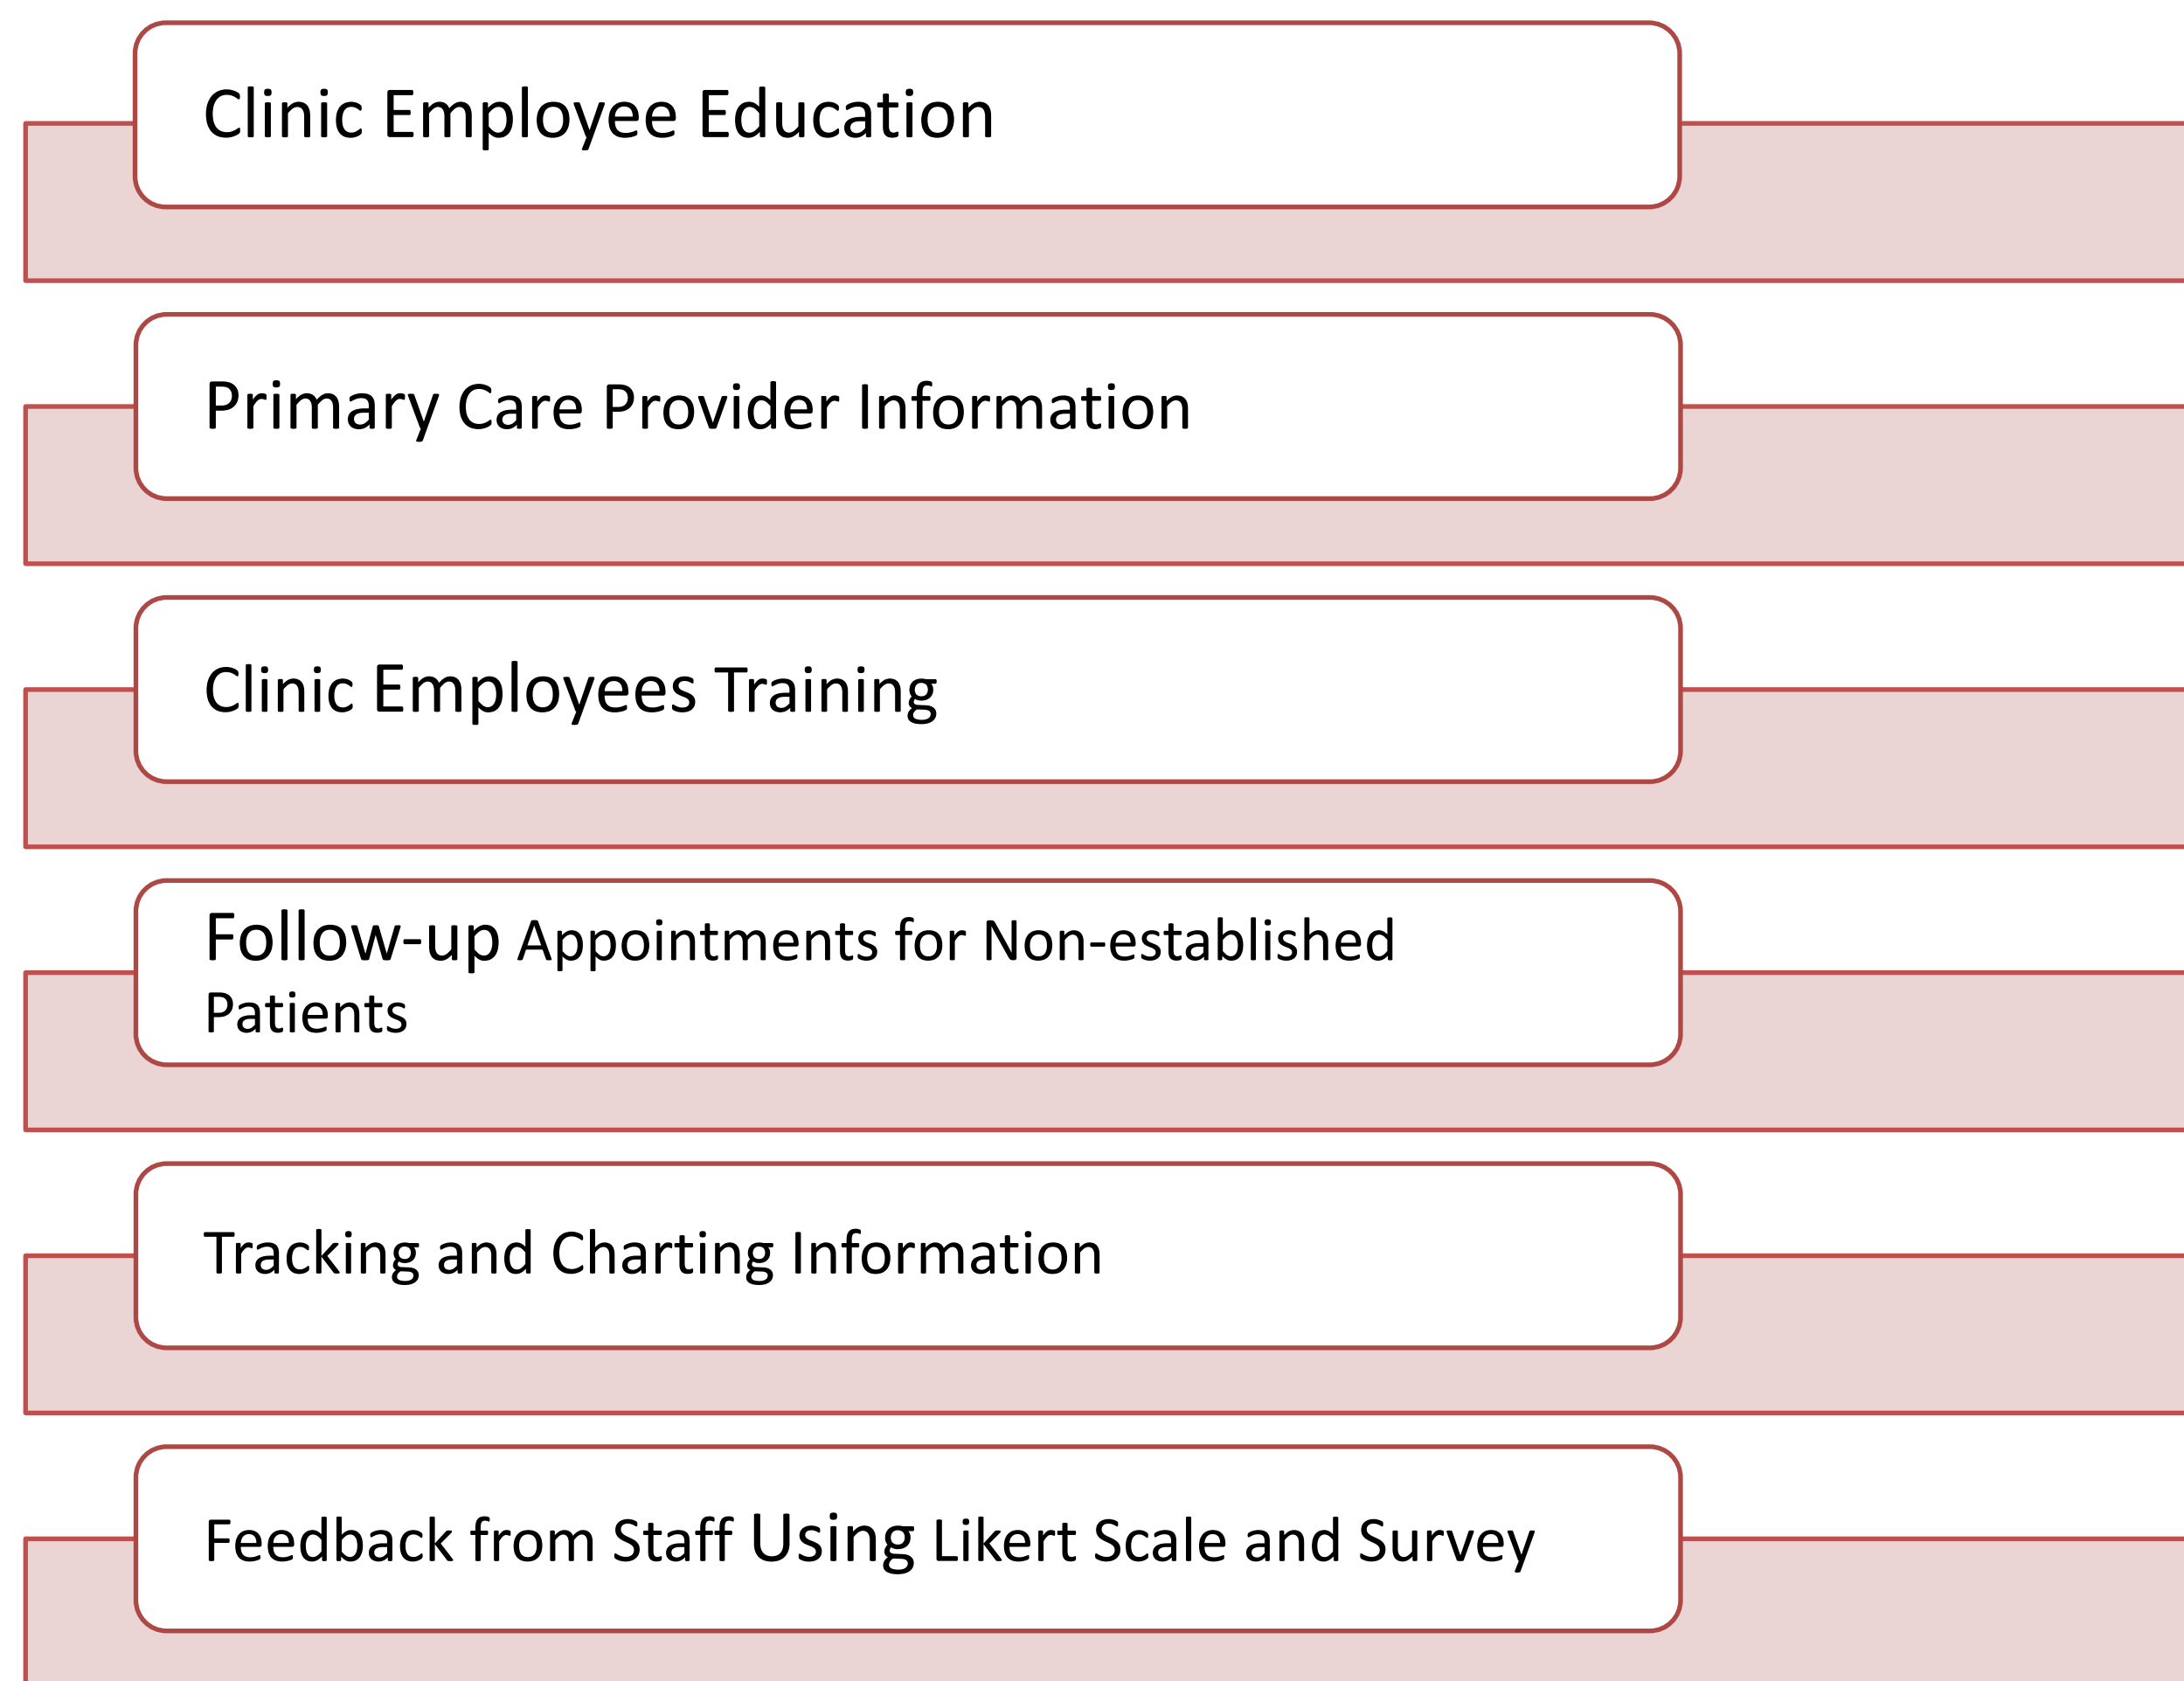 Clinic Employee Education
Primary Care Provider Information
Clinic Employees Training
Follow-up Appointments for Non-established
Patients
Tracking and Charting Information
Feedback from Staff Using Likert Scale and Survey